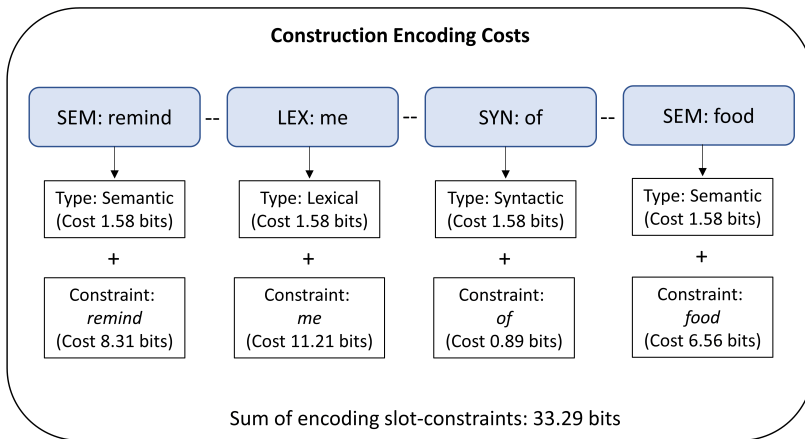 Construction Encoding Costs
SEM: remind -- LEX: me -- SYN: of -- SEM: food
Type: Semantic
(Cost 1.58 bits)
Type: Lexical
(Cost 1.58 bits)
Type: Syntactic
(Cost 1.58 bits)
Type: Semantic
(Cost 1.58 bits)
+ + + +
Constraint:
remind
(Cost 8.31 bits)
Constraint:
me
(Cost 11.21 bits)
Constraint:
of
(Cost 0.89 bits)
Constraint:
food
(Cost 6.56 bits)
Sum of encoding slot-constraints: 33.29 bits